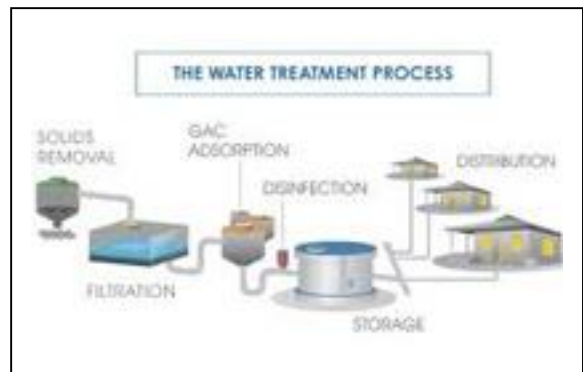 THE WATER TREATMENT PROCESS
SOLIDS
REMOVAL
GAC
ADSORPTION
DISINFECTION
DISTRIBUTION
FILTRATION
STORAGE